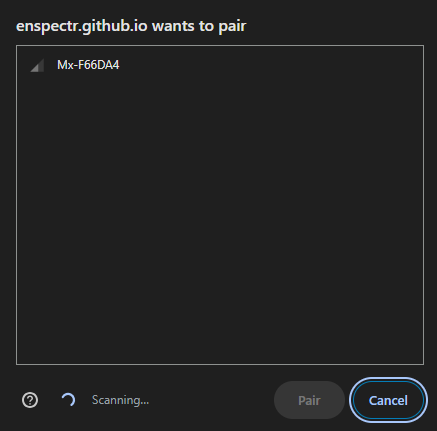 enspectr.github.io wants to pair
Mx-F66DA4
Scanning...
Pair
Cancel